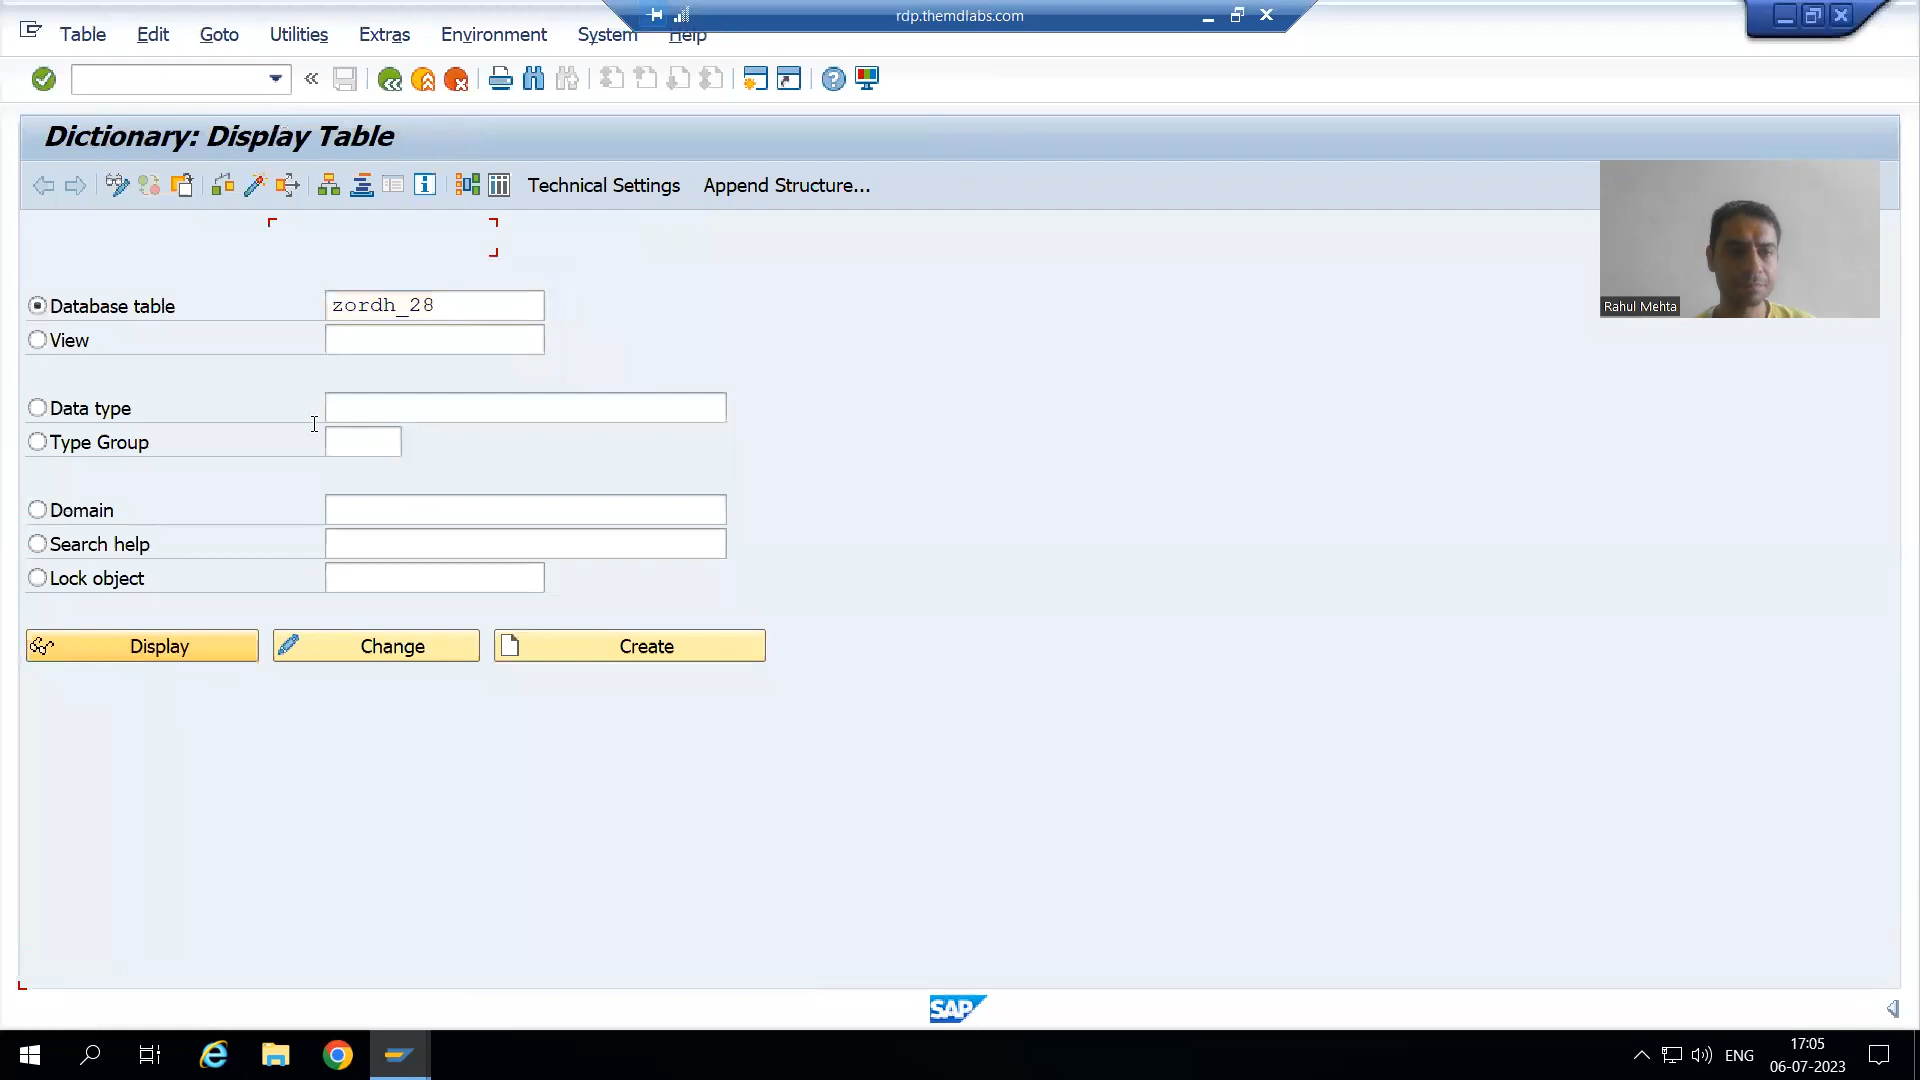 rdp.themdlabs.com
Table Edit Goto Utilities Extras Environment System Help
Dictionary: Display Table
Technical Settings Append Structure...
Database table zordh_28
View
Data type
Type Group
Domain
Search help
Lock object
Display Change Create
Rahul Mehta
SAP
ENG
17:05
06-07-2023